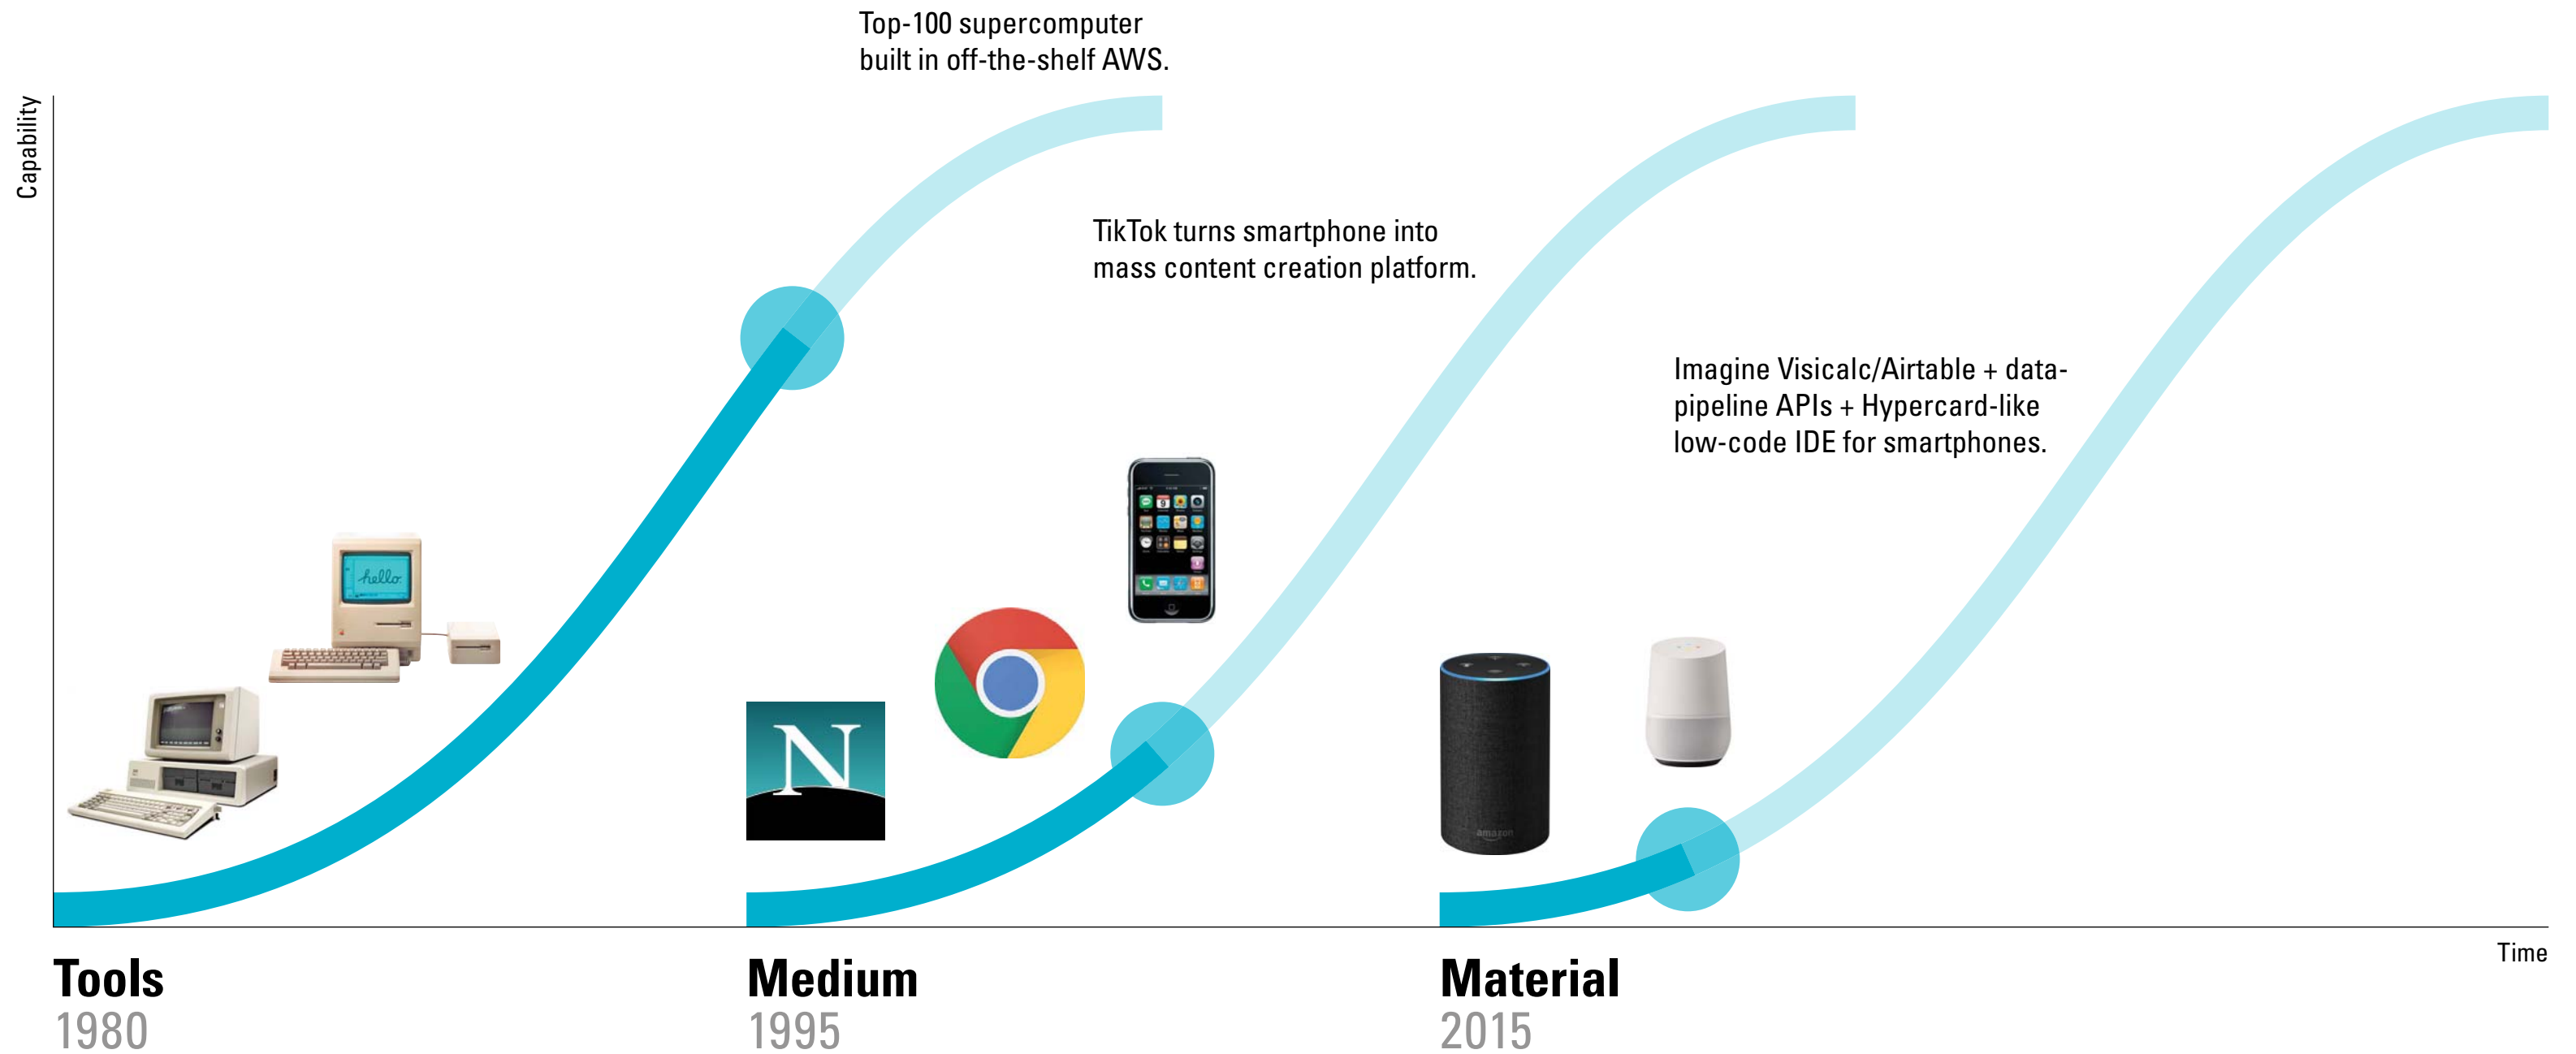 Top-100 supercomputer
built in off-the-shelf AWS.
Capability
TikTok turns smartphone into
mass content creation platform.
Imagine Visicalc/Airtable + data-
pipeline APIs + Hypercard-like
low-code IDE for smartphones.
hello.
N
amazon
Time
Tools
1980
Medium
1995
Material
2015